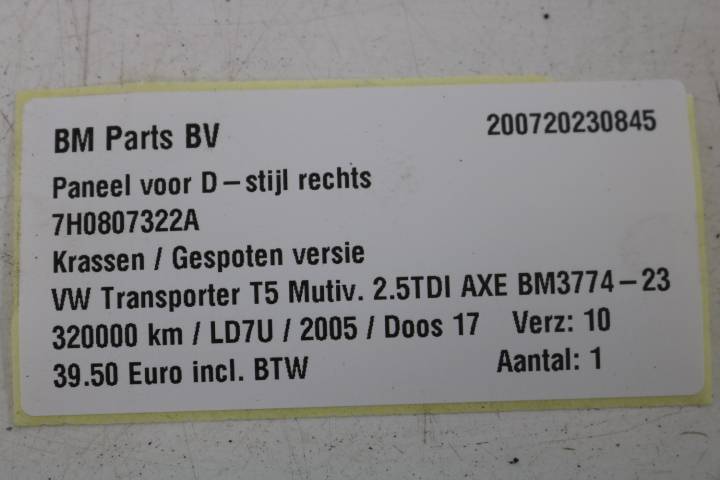 BM Parts BV 200720230845
Paneel voor D-stijl rechts
7H0807322A
Krassen / Gespoten versie
VW Transporter T5 Mutiv. 2.5TDI AXE BM3774-23
320000 km / LD7U / 2005 / Doos 17 Verz: 10
39.50 Euro incl. BTW Aantal: 1